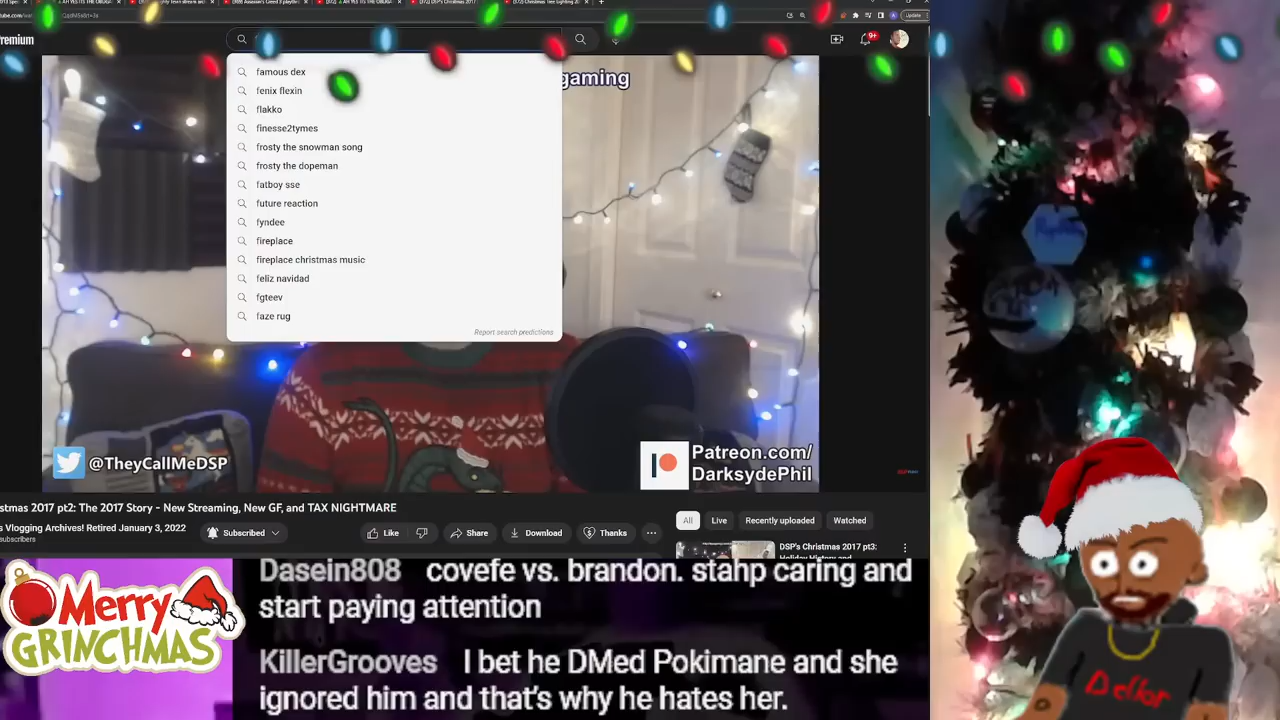 Update
remium
9+
famous dex
fenix flexin
flakko
finesse2tymes
frosty the snowman song
frosty the dopeman
fatboy sse
future reaction
fyndee
fireplace
fireplace christmas music
feliz navidad
fgteev
faze rug
Report search predictions
gaming
@TheyCallMeDSP
Patreon.com/
DarksydePhil
stmas 2017 pt2: The 2017 Story - New Streaming, New GF, and TAX NIGHTMARE
s Vlogging Archives! Retired January 3, 2022
subscribers
Subscribed
Like
Share
Download
Thanks
All
Live
Recently uploaded
Watched
DSP's Christmas 2017 pt3:
Merry
GRINCHMAS
Dasein808 covefe vs. brandon. stahp caring and
start paying attention
KillerGrooves I bet he DMed Pokimane and she
ignored him and that's why he hates her.